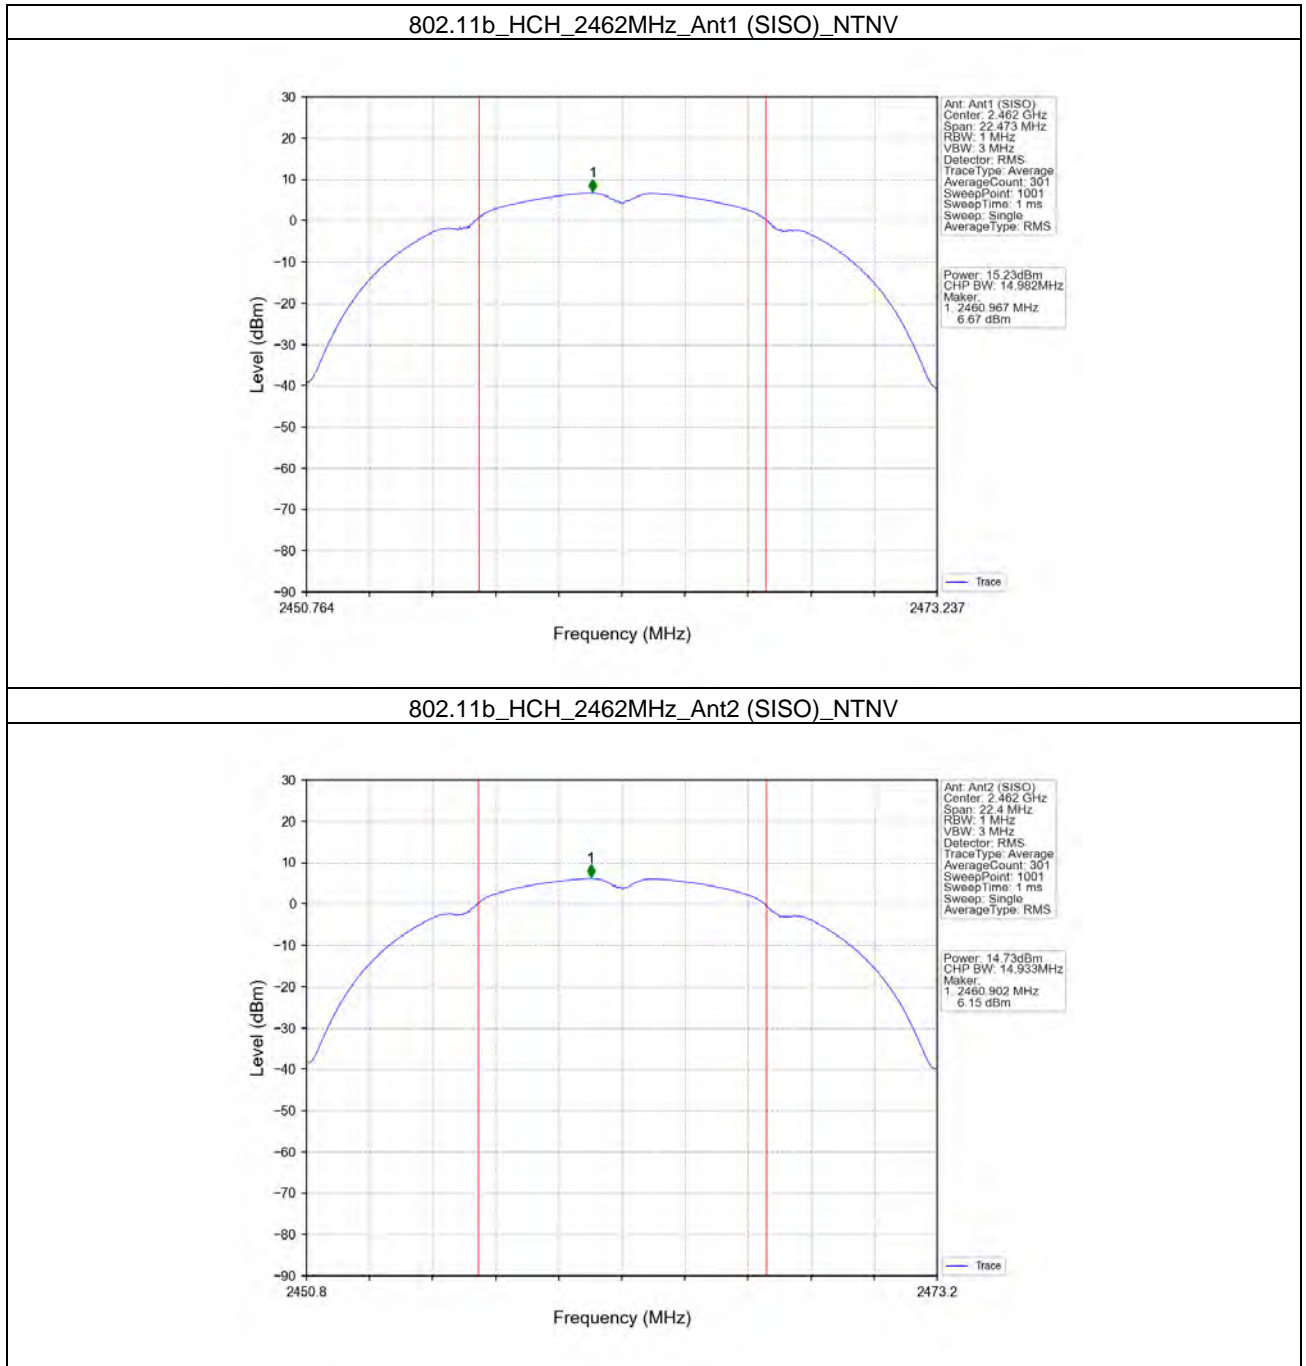 802.11b_HCH_2462MHz_Ant1 (SISO)_NTNV
30
20
10
0
−10
−20
−30
−40
−50
−60
−70
−80
−90
Level (dBm)
1
2450.764
2473.237
Frequency (MHz)
Ant: Ant1 (SISO)
Center: 2.462 GHz
Span: 22.473 MHz
RBW: 1 MHz
VBW: 3 MHz
Detector: RMS
TraceType: Average
AverageCount: 301
SweepPoint: 1001
SweepTime: 1 ms
Sweep: Single
AverageType: RMS
Power: 15.23dBm
CHP BW: 14.982MHz
Maker:
1. 2460.967 MHz
6.67 dBm
Trace
802.11b_HCH_2462MHz_Ant2 (SISO)_NTNV
30
20
10
0
−10
−20
−30
−40
−50
−60
−70
−80
−90
Level (dBm)
1
2450.8
2473.2
Frequency (MHz)
Ant: Ant2 (SISO)
Center: 2.462 GHz
Span: 22.4 MHz
RBW: 1 MHz
VBW: 3 MHz
Detector: RMS
TraceType: Average
AverageCount: 301
SweepPoint: 1001
SweepTime: 1 ms
Sweep: Single
AverageType: RMS
Power: 14.73dBm
CHP BW: 14.933MHz
Maker:
1. 2460.902 MHz
6.15 dBm
Trace